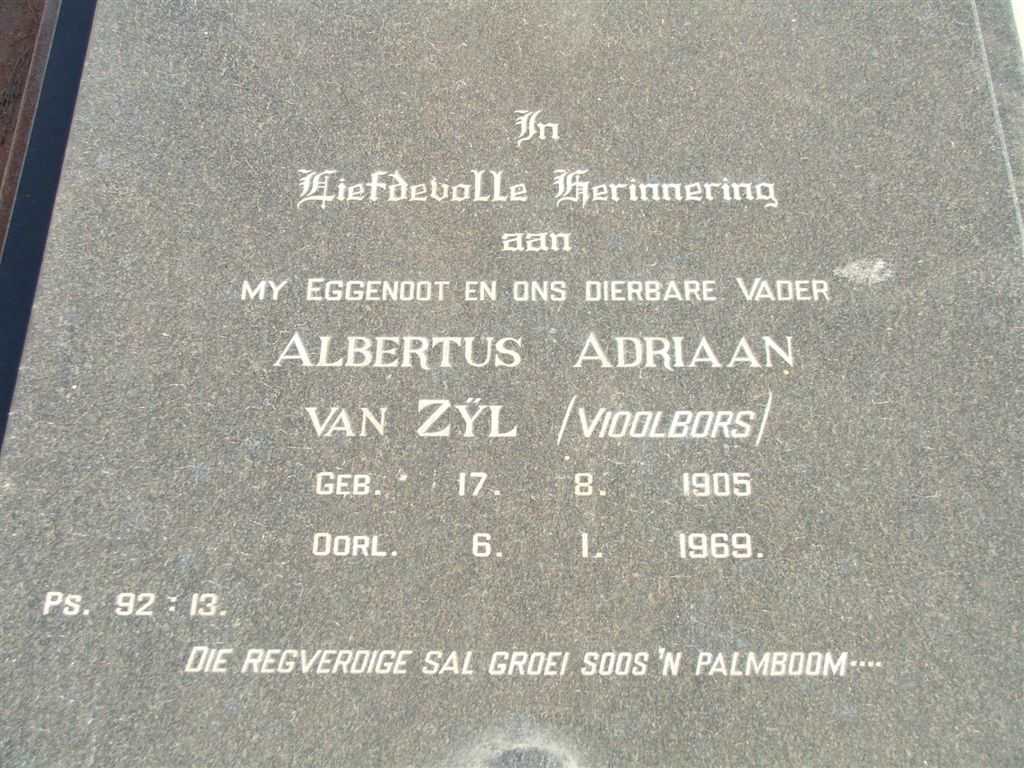 In
Liefdevolle Herinnering
aan
MY EGGENOOT EN ONS DIERBARE VADER
ALBERTUS ADRIAAN
VAN ZŸL /VIOOLBORS/
GEB. 17. 8. 1905
OORL. 6. 1. 1969.
PS. 92 : 13.
DIE REGVERDIGE SAL GROEI SOOS 'N PALMBOOM....